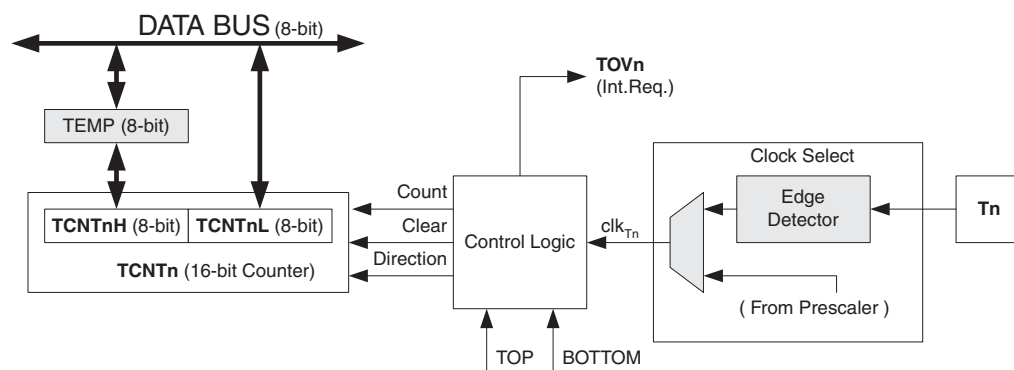 DATA BUS (8-bit)
TOVn
(Int.Req.)
TEMP (8-bit)
Clock Select
Count
Edge
Detector
Tn
TCNTnH (8-bit) TCNTnL (8-bit)
Clear
Control Logic
clkTn
TCNTn (16-bit Counter)
Direction
( From Prescaler )
TOP
BOTTOM